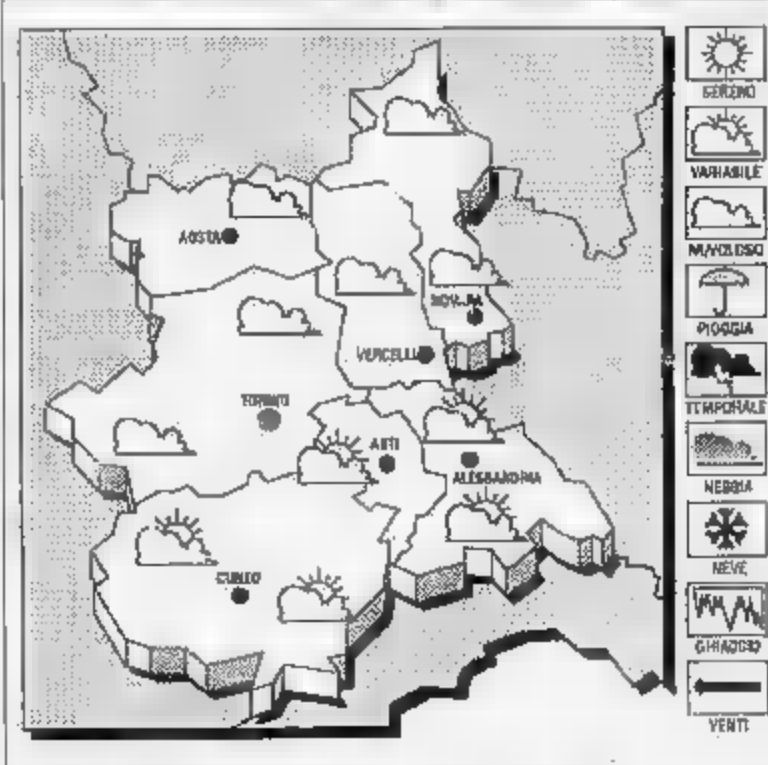 SERENO
VARIABILE
NUVOLOSO
PIOGGIA
TEMPORALE
NEBBIA
NEVE
GHIACCIO
VENTI
AOSTA
NOVARA
VERCELLI
TORINO
ASTI
ALESSANDRIA
CUNEO